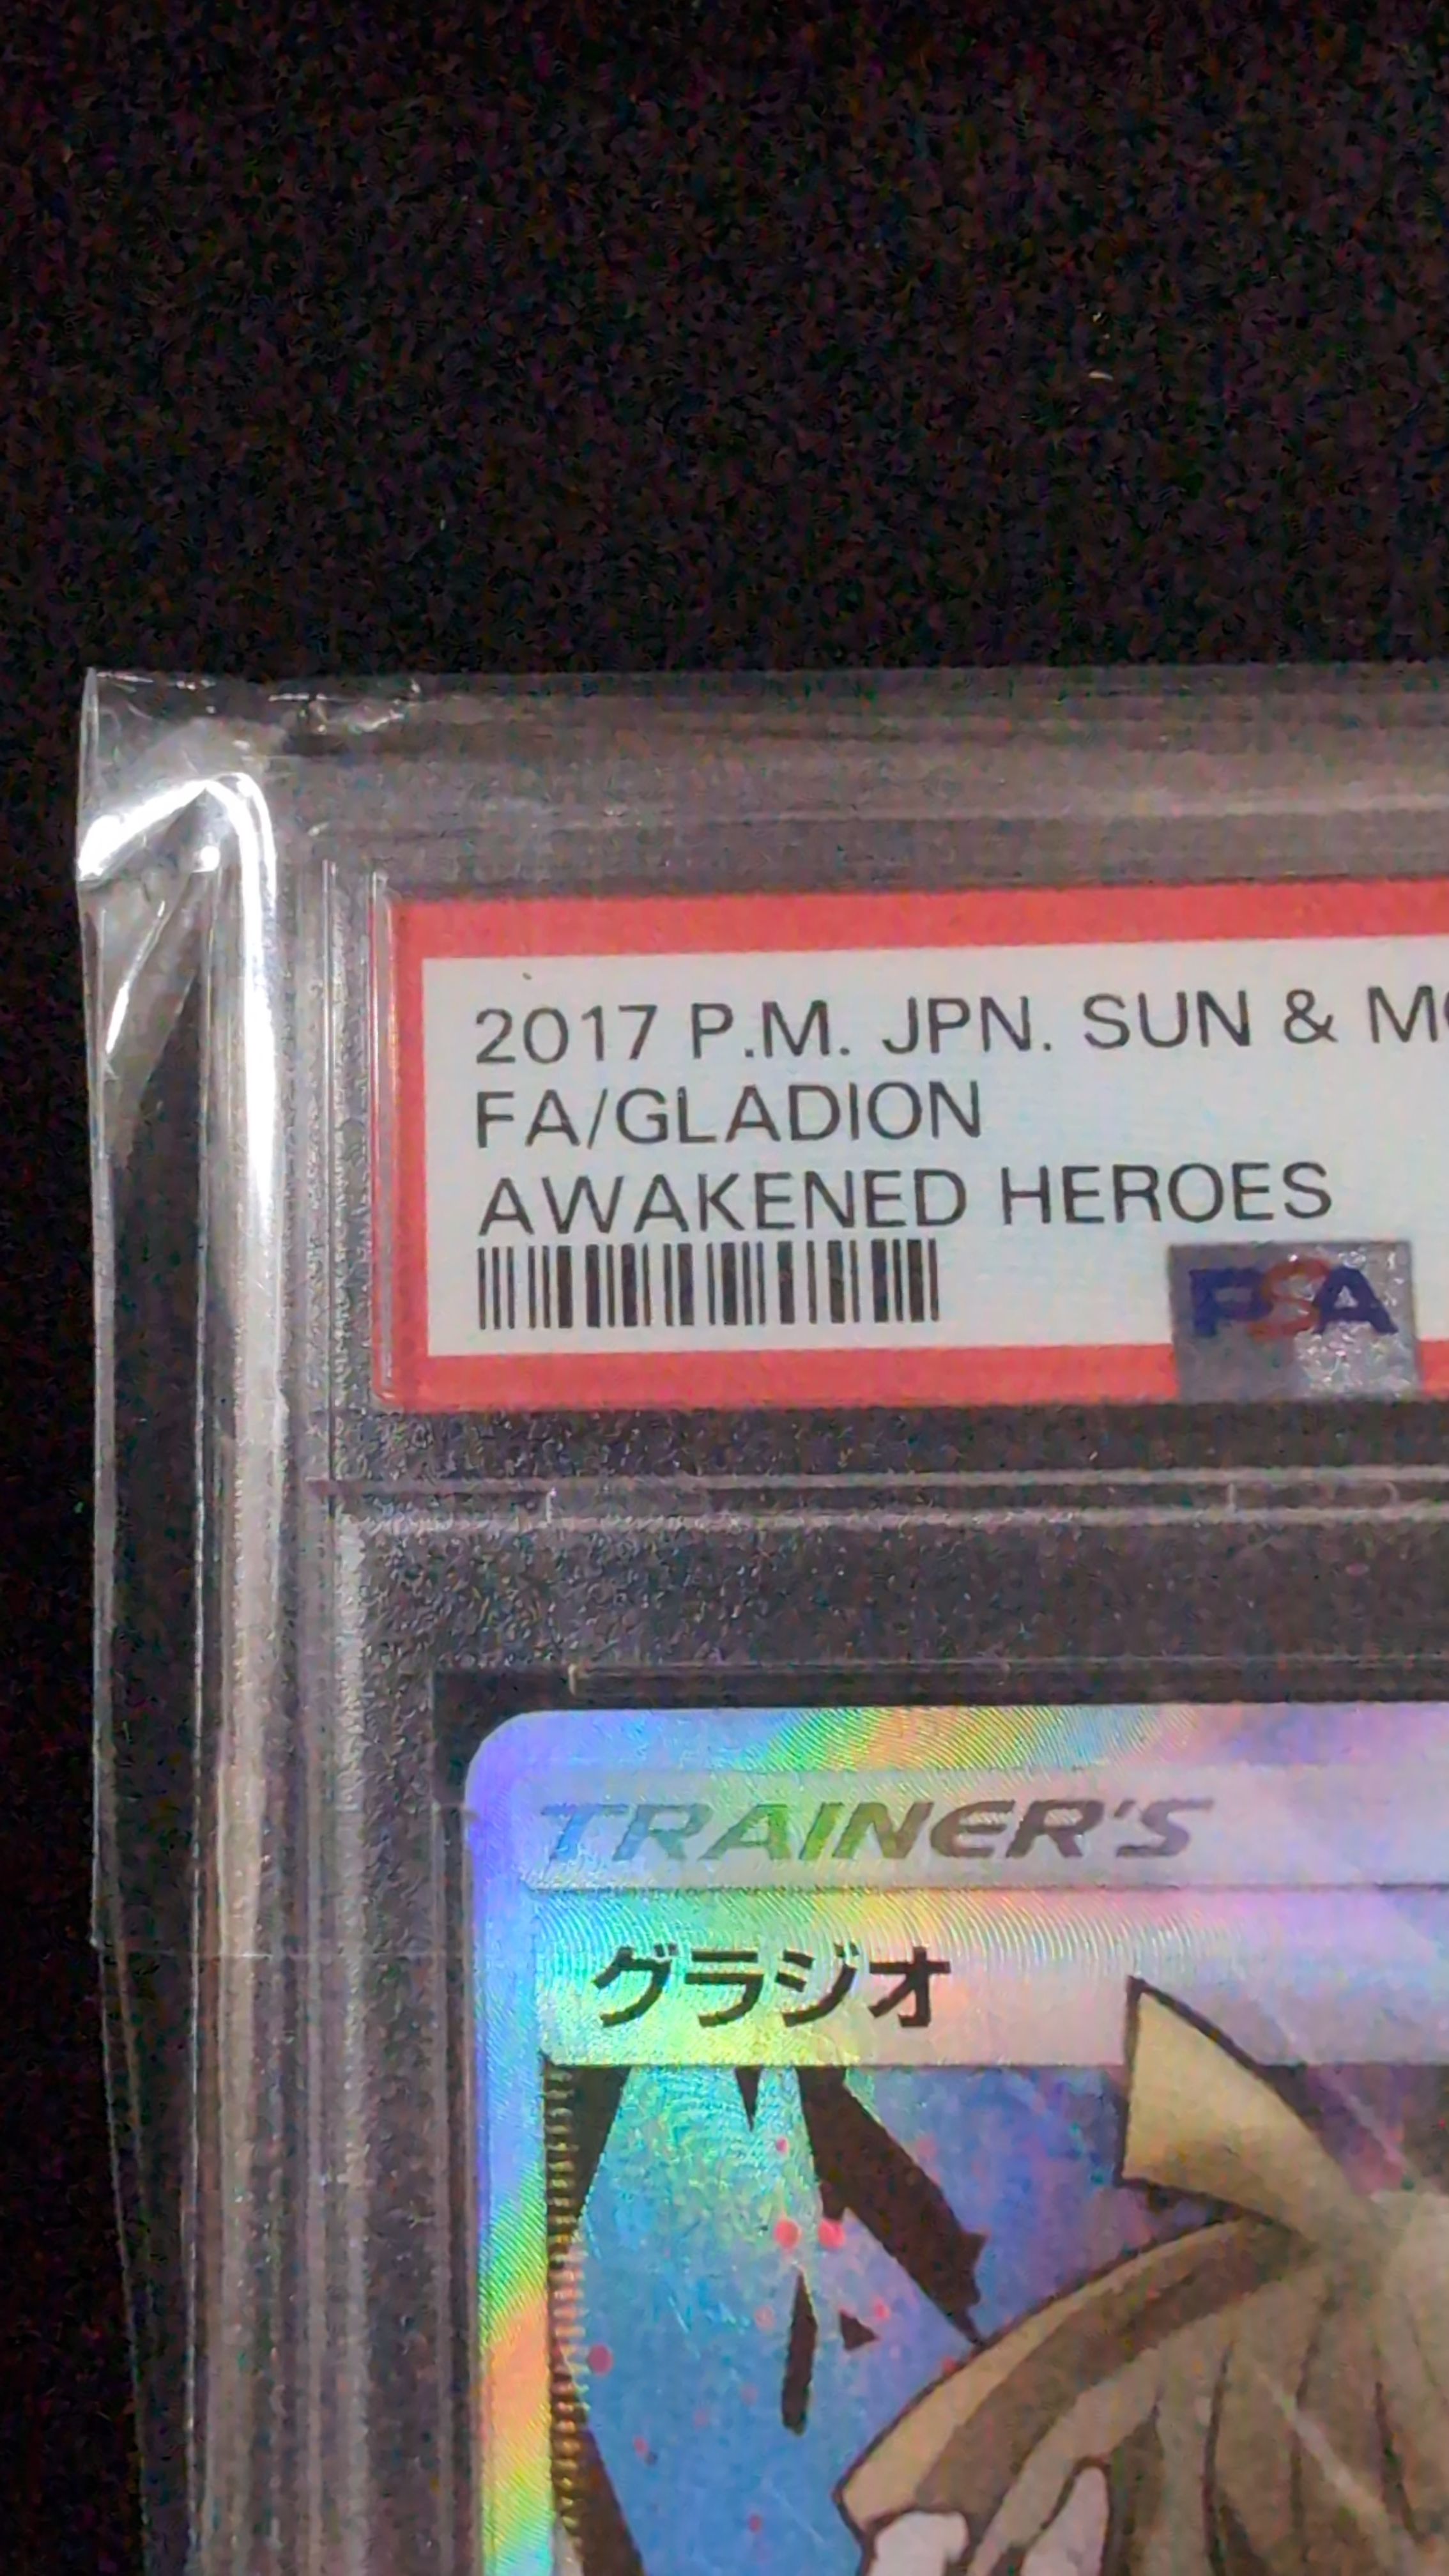 2017 P.M. JPN. SUN & M
FA/GLADION
AWAKENED HEROES
PSA
TRAINER'S
グラジオ